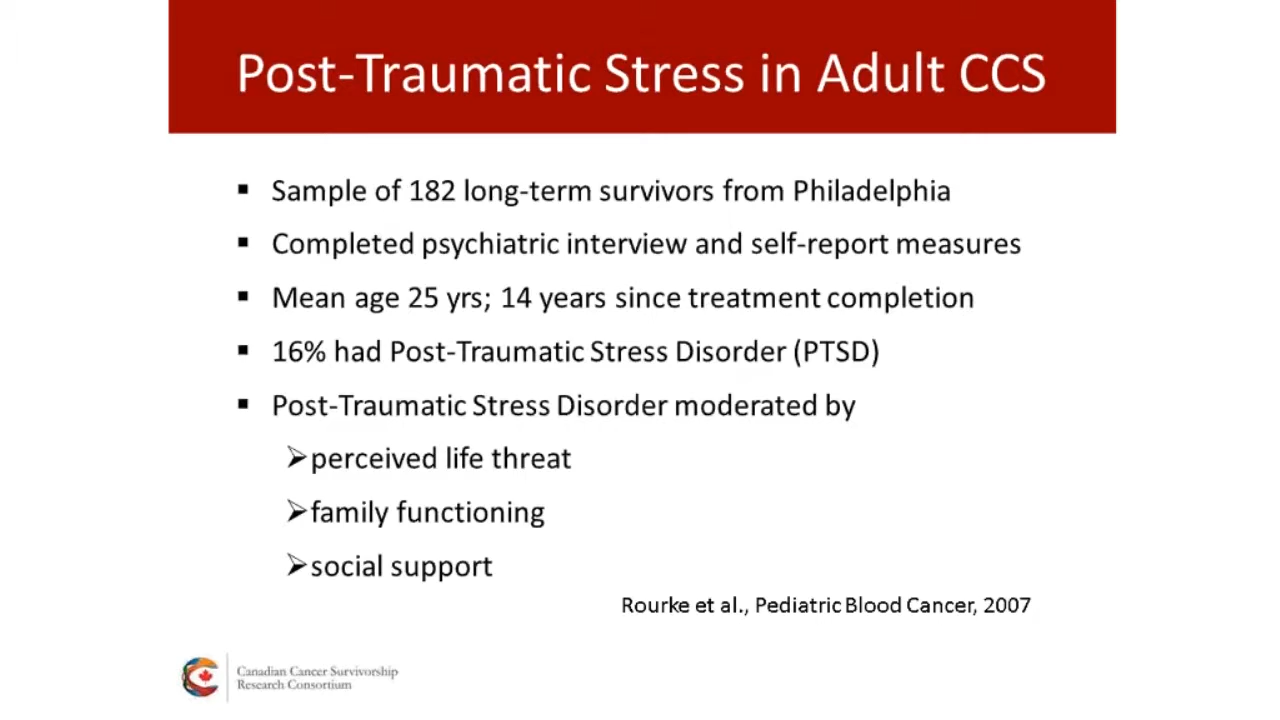 Post-Traumatic Stress in Adult CCS
▪ Sample of 182 long-term survivors from Philadelphia
▪ Completed psychiatric interview and self-report measures
▪ Mean age 25 yrs; 14 years since treatment completion
▪ 16% had Post-Traumatic Stress Disorder (PTSD)
▪ Post-Traumatic Stress Disorder moderated by
➢perceived life threat
➢family functioning
➢social support
Rourke et al., Pediatric Blood Cancer, 2007
Canadian Cancer Survivorship
Research Consortium